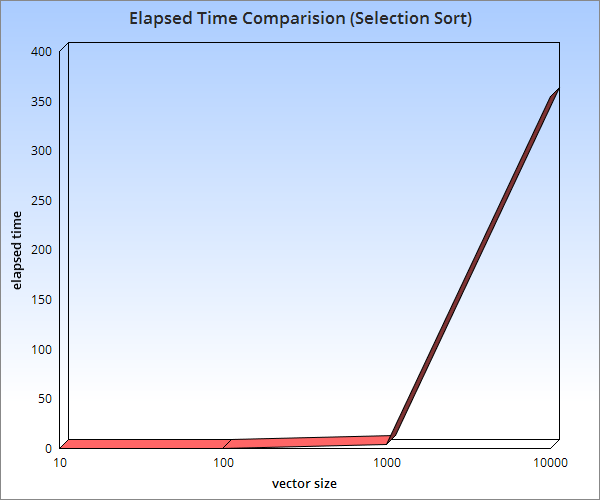 Elapsed Time Comparision (Selection Sort)
400
350
300
250
200
150
100
50
0
elapsed time
10 100 1000 10000
vector size